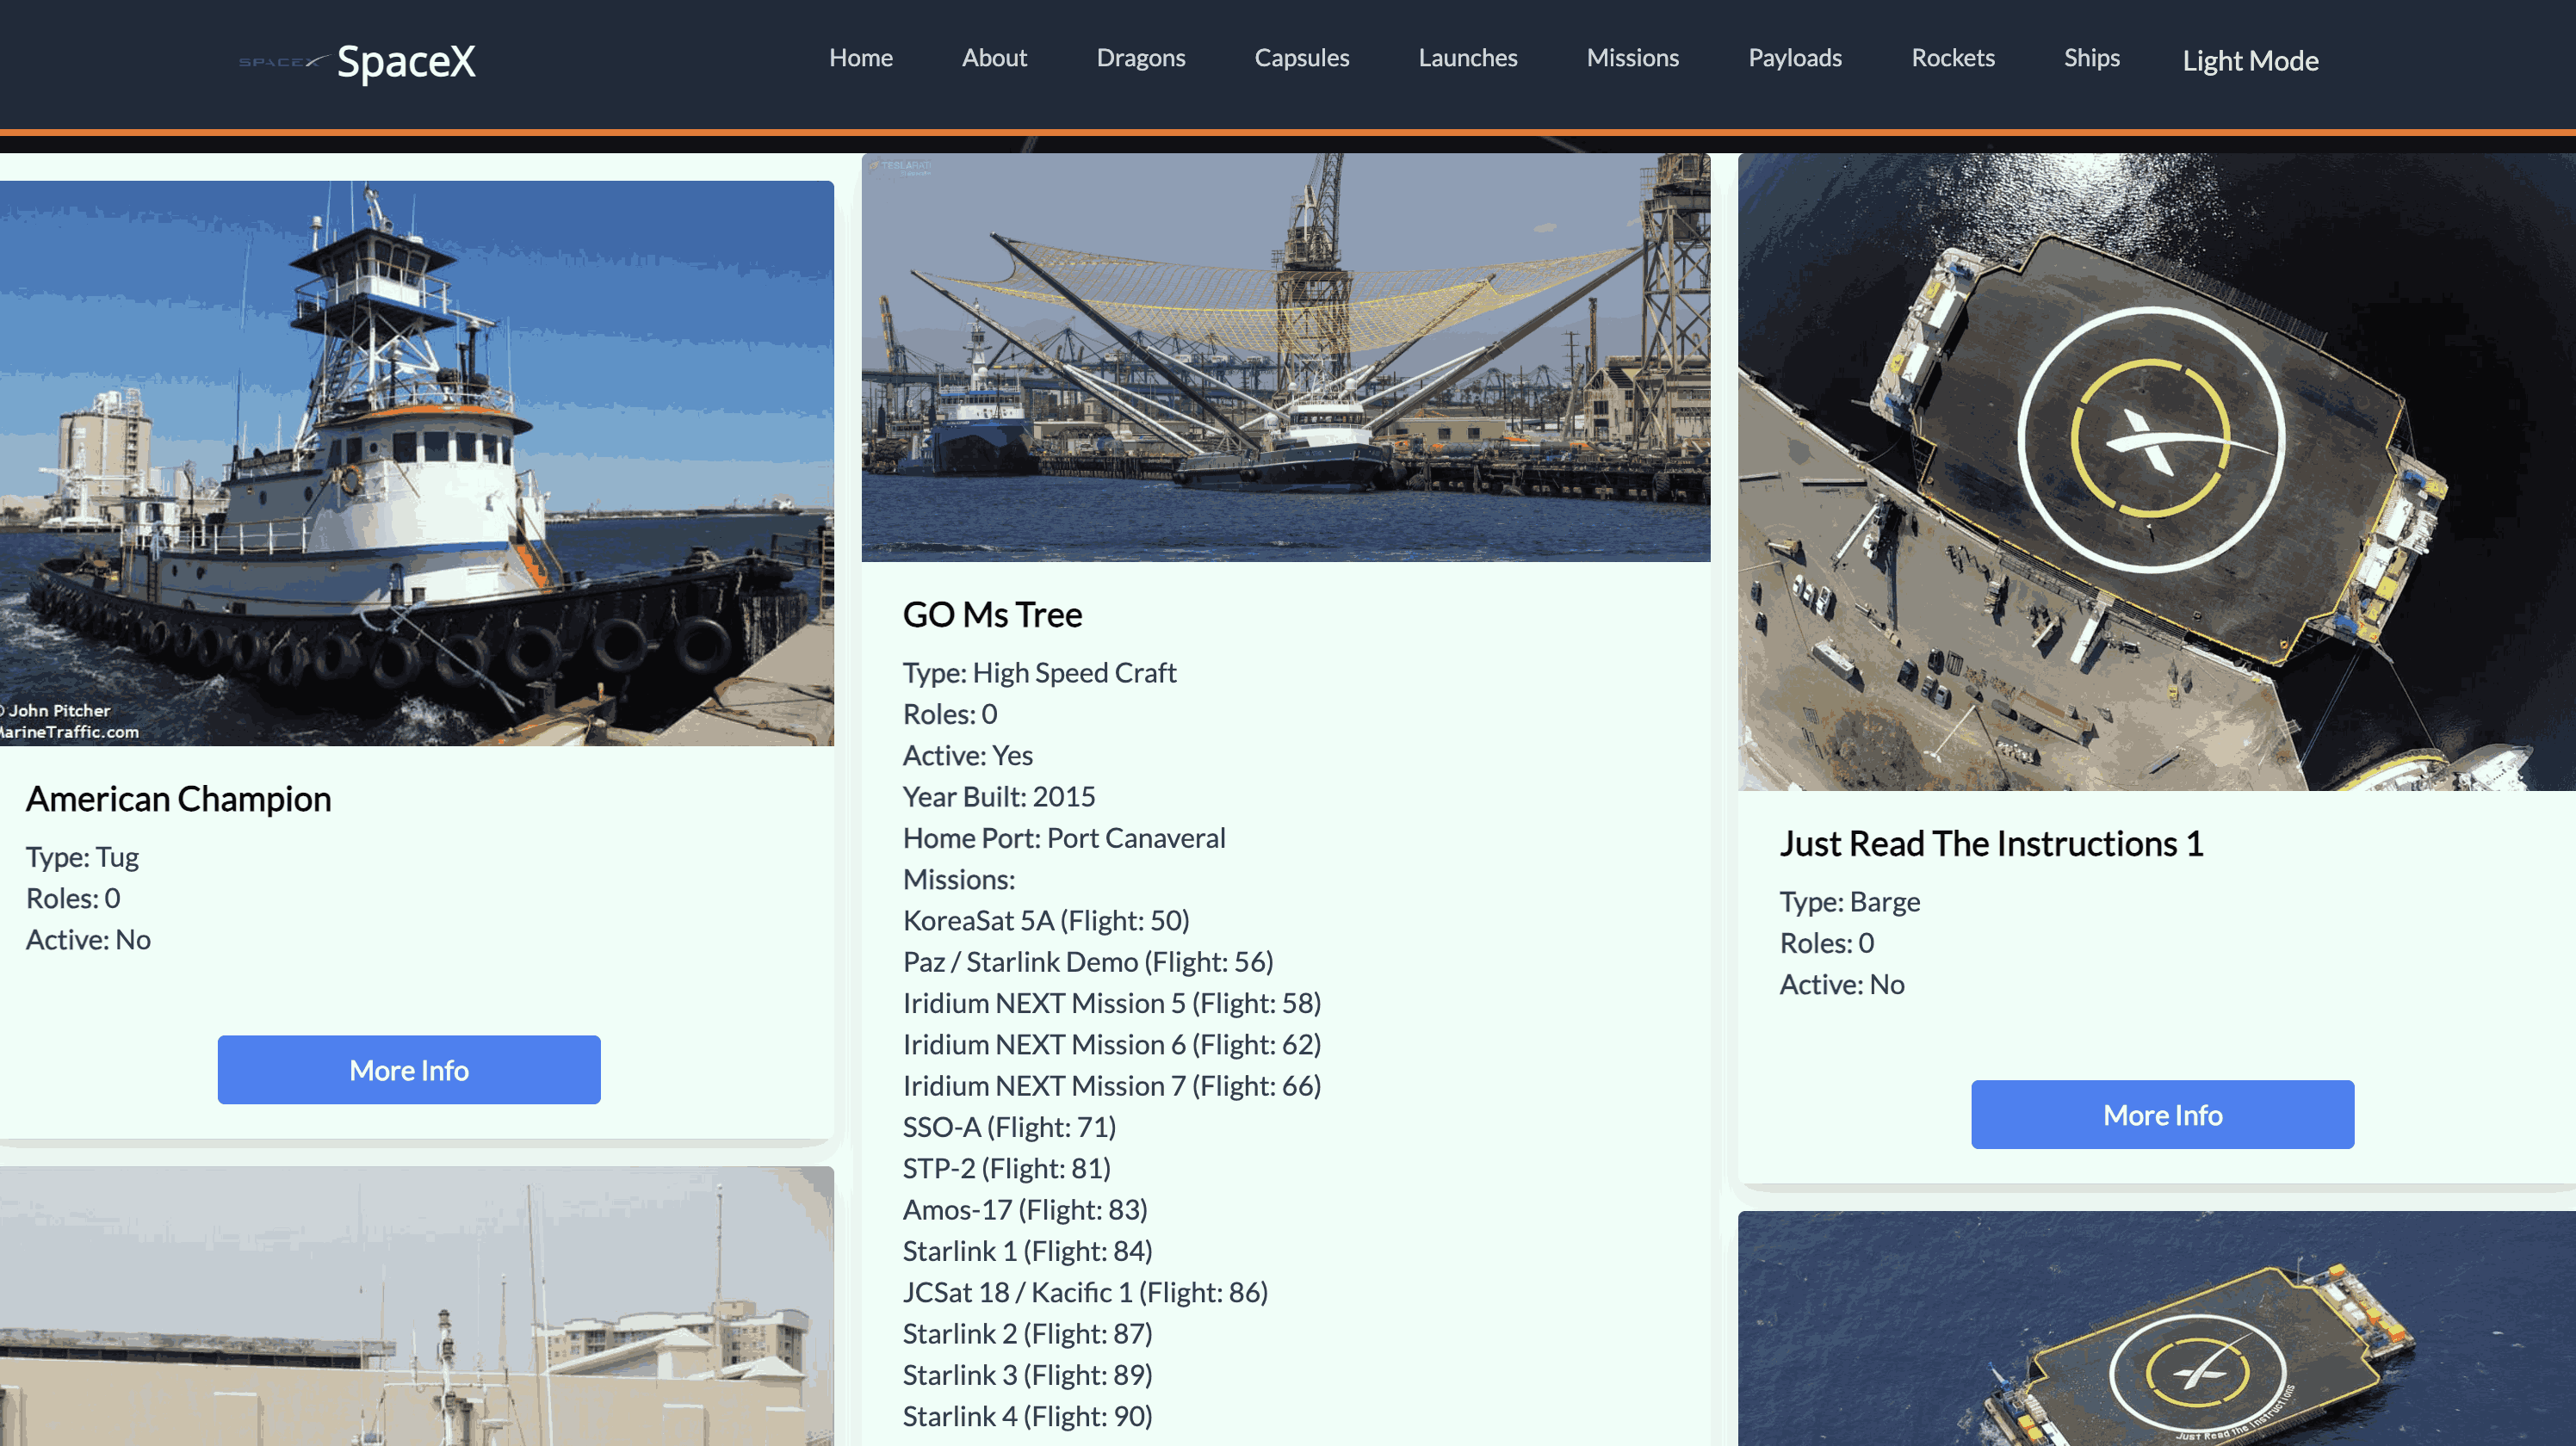 SPACEX SpaceX
Home About Dragons Capsules Launches Missions Payloads Rockets Ships Light Mode
John Pitcher
MarineTraffic.com
American Champion
Type: Tug
Roles: 0
Active: No
More Info
TESLARATI
GO Ms Tree
Type: High Speed Craft
Roles: 0
Active: Yes
Year Built: 2015
Home Port: Port Canaveral
Missions:
KoreaSat 5A (Flight: 50)
Paz / Starlink Demo (Flight: 56)
Iridium NEXT Mission 5 (Flight: 58)
Iridium NEXT Mission 6 (Flight: 62)
Iridium NEXT Mission 7 (Flight: 66)
SSO-A (Flight: 71)
STP-2 (Flight: 81)
Amos-17 (Flight: 83)
Starlink 1 (Flight: 84)
JCSat 18 / Kacific 1 (Flight: 86)
Starlink 2 (Flight: 87)
Starlink 3 (Flight: 89)
Starlink 4 (Flight: 90)
Just Read The Instructions 1
Type: Barge
Roles: 0
Active: No
More Info
Just Read the Instructions